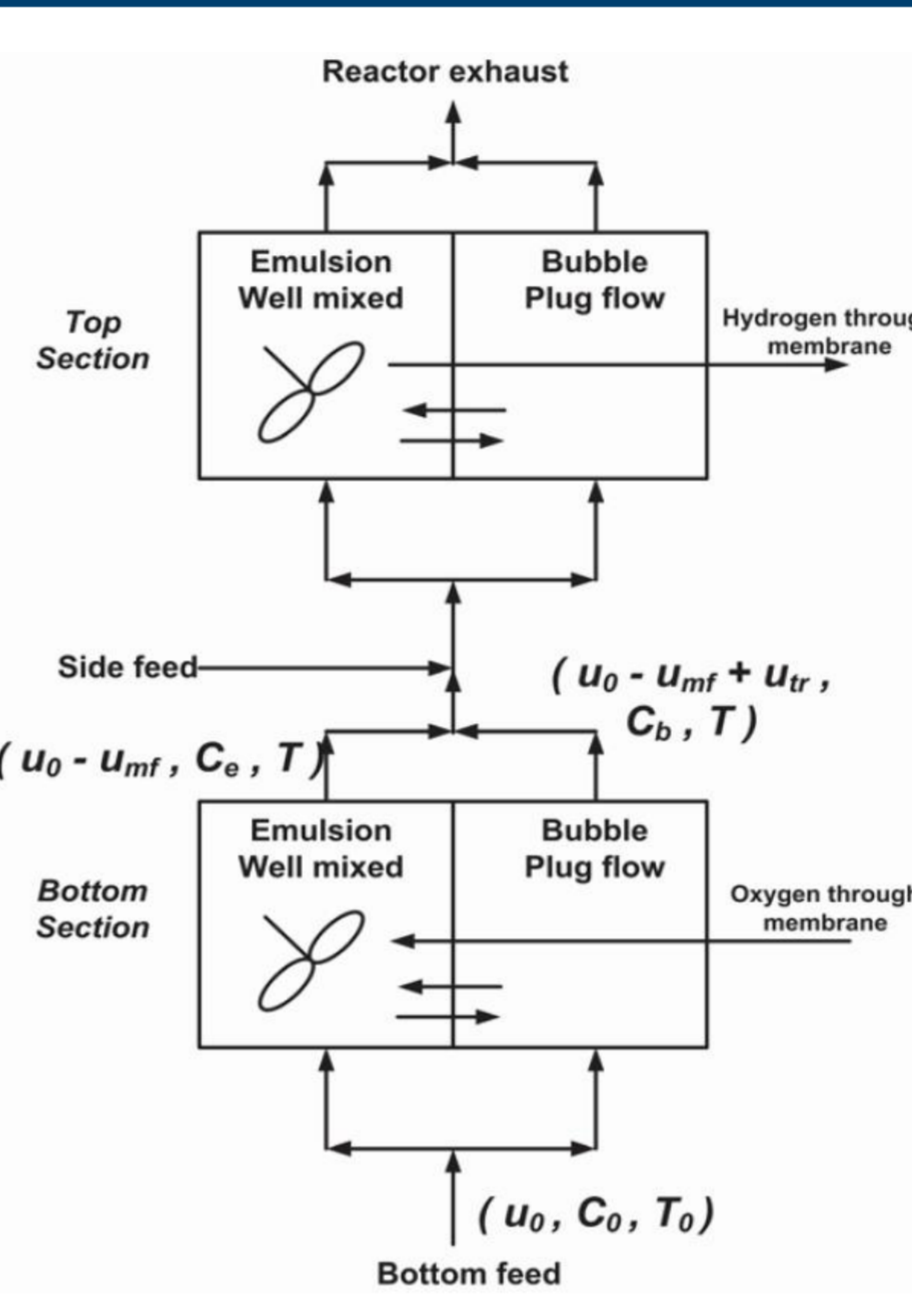 Reactor exhaust
Emulsion
Well mixed
Bubble
Plug flow
Top
Section
Hydrogen throug
membrane
Side feed
( u0 - umf + utr ,
Cb , T )
( u0 - umf , Ce , T )
Emulsion
Well mixed
Bubble
Plug flow
Bottom
Section
Oxygen through
membrane
( u0 , C0 , T0 )
Bottom feed